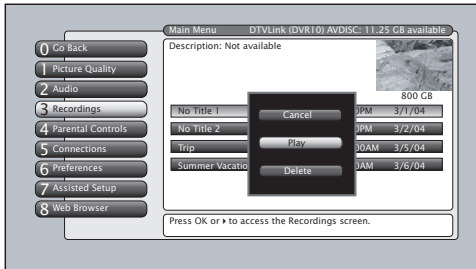 Main Menu DTVLink (DVR10) AVDISC: 11.25 GB available
0 Go Back
1 Picture Quality
2 Audio
3 Recordings
4 Parental Controls
5 Connections
6 Preferences
7 Assisted Setup
8 Web Browser
Description: Not available
800 GB
No Title 1 0PM 3/1/04
No Title 2 PM 3/2/04
Trip 00AM 3/5/04
Summer Vacatio 0AM 3/6/04
Cancel
Play
Delete
Press OK or ▸ to access the Recordings screen.